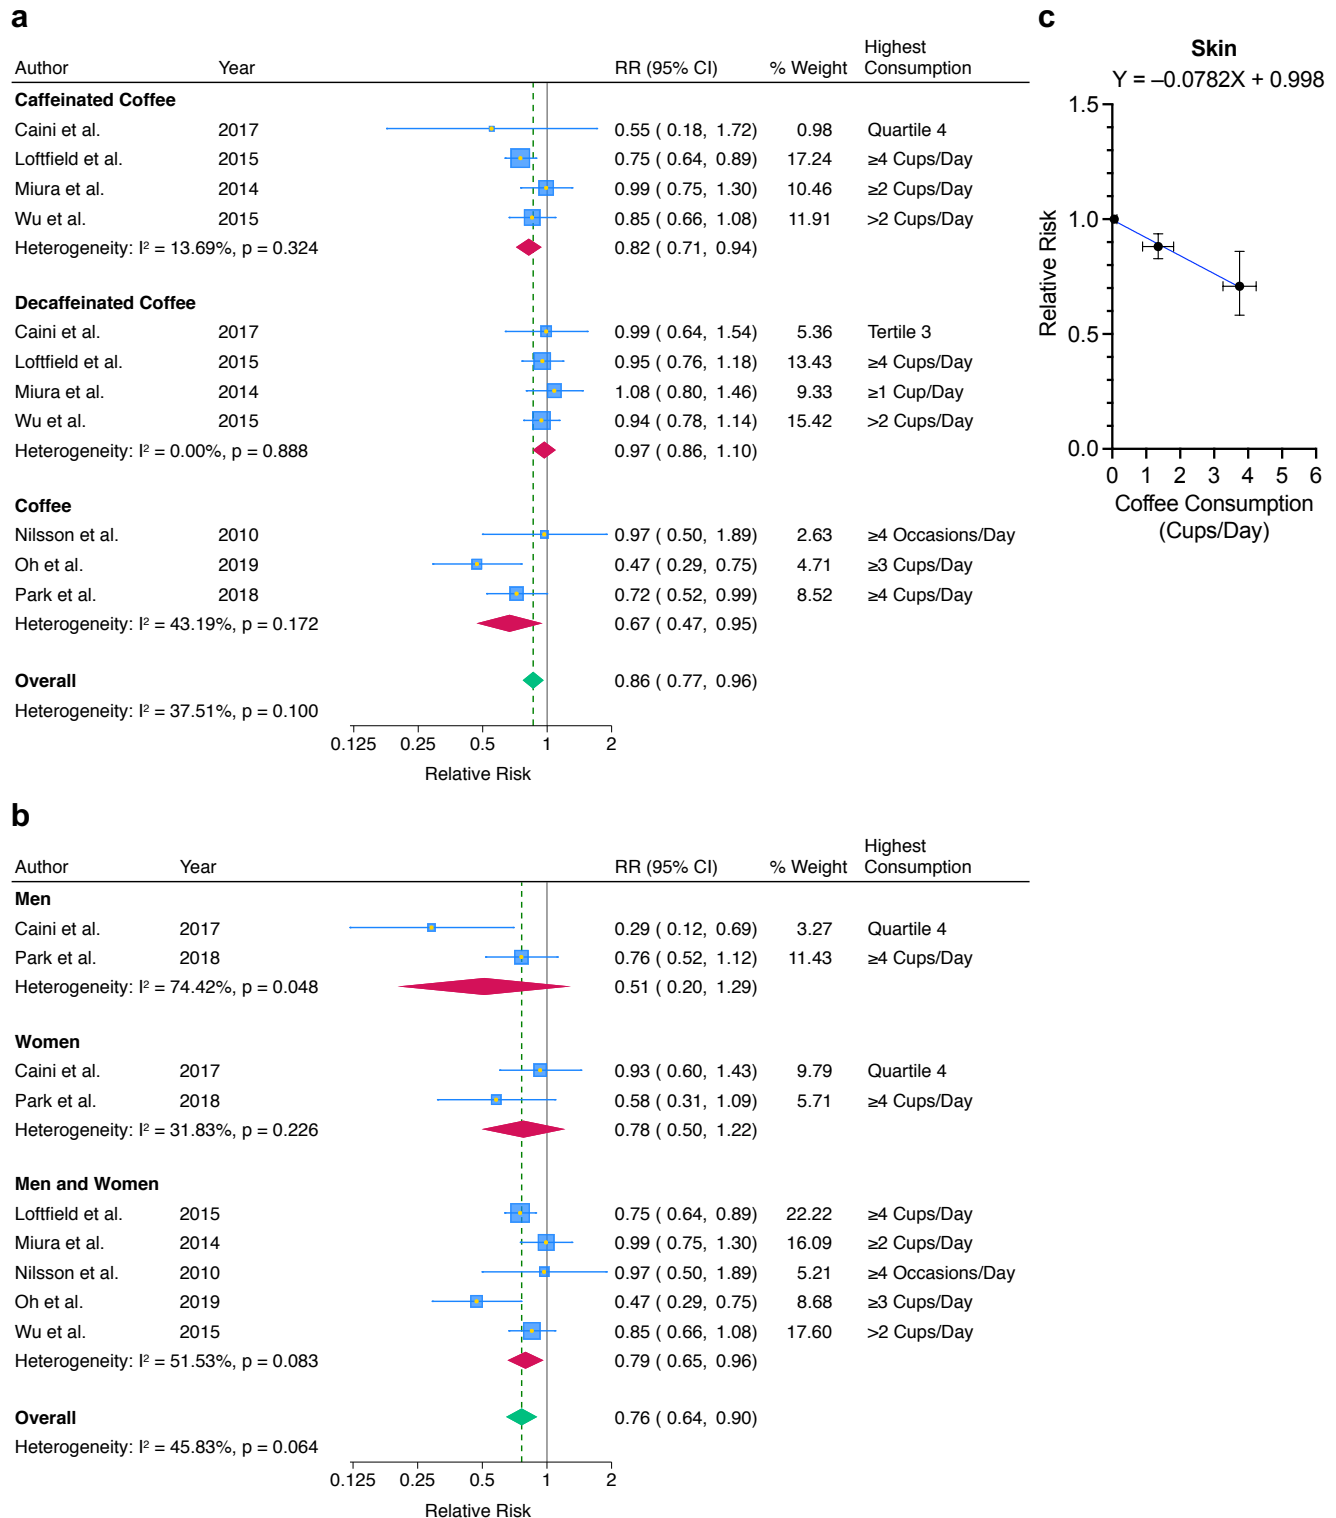 a
Author Year RR (95% CI) % Weight Highest Consumption
Caffeinated Coffee
Caini et al. 2017 0.55 ( 0.18, 1.72) 0.98 Quartile 4
Loftfield et al. 2015 0.75 ( 0.64, 0.89) 17.24 ≥4 Cups/Day
Miura et al. 2014 0.99 ( 0.75, 1.30) 10.46 ≥2 Cups/Day
Wu et al. 2015 0.85 ( 0.66, 1.08) 11.91 >2 Cups/Day
Heterogeneity: I² = 13.69%, p = 0.324 0.82 ( 0.71, 0.94)
Decaffeinated Coffee
Caini et al. 2017 0.99 ( 0.64, 1.54) 5.36 Tertile 3
Loftfield et al. 2015 0.95 ( 0.76, 1.18) 13.43 ≥4 Cups/Day
Miura et al. 2014 1.08 ( 0.80, 1.46) 9.33 ≥1 Cup/Day
Wu et al. 2015 0.94 ( 0.78, 1.14) 15.42 >2 Cups/Day
Heterogeneity: I² = 0.00%, p = 0.888 0.97 ( 0.86, 1.10)
Coffee
Nilsson et al. 2010 0.97 ( 0.50, 1.89) 2.63 ≥4 Occasions/Day
Oh et al. 2019 0.47 ( 0.29, 0.75) 4.71 ≥3 Cups/Day
Park et al. 2018 0.72 ( 0.52, 0.99) 8.52 ≥4 Cups/Day
Heterogeneity: I² = 43.19%, p = 0.172 0.67 ( 0.47, 0.95)
Overall 0.86 ( 0.77, 0.96)
Heterogeneity: I² = 37.51%, p = 0.100
0.125 0.25 0.5 1 2
Relative Risk
b
Author Year RR (95% CI) % Weight Highest Consumption
Men
Caini et al. 2017 0.29 ( 0.12, 0.69) 3.27 Quartile 4
Park et al. 2018 0.76 ( 0.52, 1.12) 11.43 ≥4 Cups/Day
Heterogeneity: I² = 74.42%, p = 0.048 0.51 ( 0.20, 1.29)
Women
Caini et al. 2017 0.93 ( 0.60, 1.43) 9.79 Quartile 4
Park et al. 2018 0.58 ( 0.31, 1.09) 5.71 ≥4 Cups/Day
Heterogeneity: I² = 31.83%, p = 0.226 0.78 ( 0.50, 1.22)
Men and Women
Loftfield et al. 2015 0.75 ( 0.64, 0.89) 22.22 ≥4 Cups/Day
Miura et al. 2014 0.99 ( 0.75, 1.30) 16.09 ≥2 Cups/Day
Nilsson et al. 2010 0.97 ( 0.50, 1.89) 5.21 ≥4 Occasions/Day
Oh et al. 2019 0.47 ( 0.29, 0.75) 8.68 ≥3 Cups/Day
Wu et al. 2015 0.85 ( 0.66, 1.08) 17.60 >2 Cups/Day
Heterogeneity: I² = 51.53%, p = 0.083 0.79 ( 0.65, 0.96)
Overall 0.76 ( 0.64, 0.90)
Heterogeneity: I² = 45.83%, p = 0.064
0.125 0.25 0.5 1 2
Relative Risk
c
Skin
Y = –0.0782X + 0.998
1.5
1.0
0.5
0.0
Relative Risk
0 1 2 3 4 5 6
Coffee Consumption
(Cups/Day)